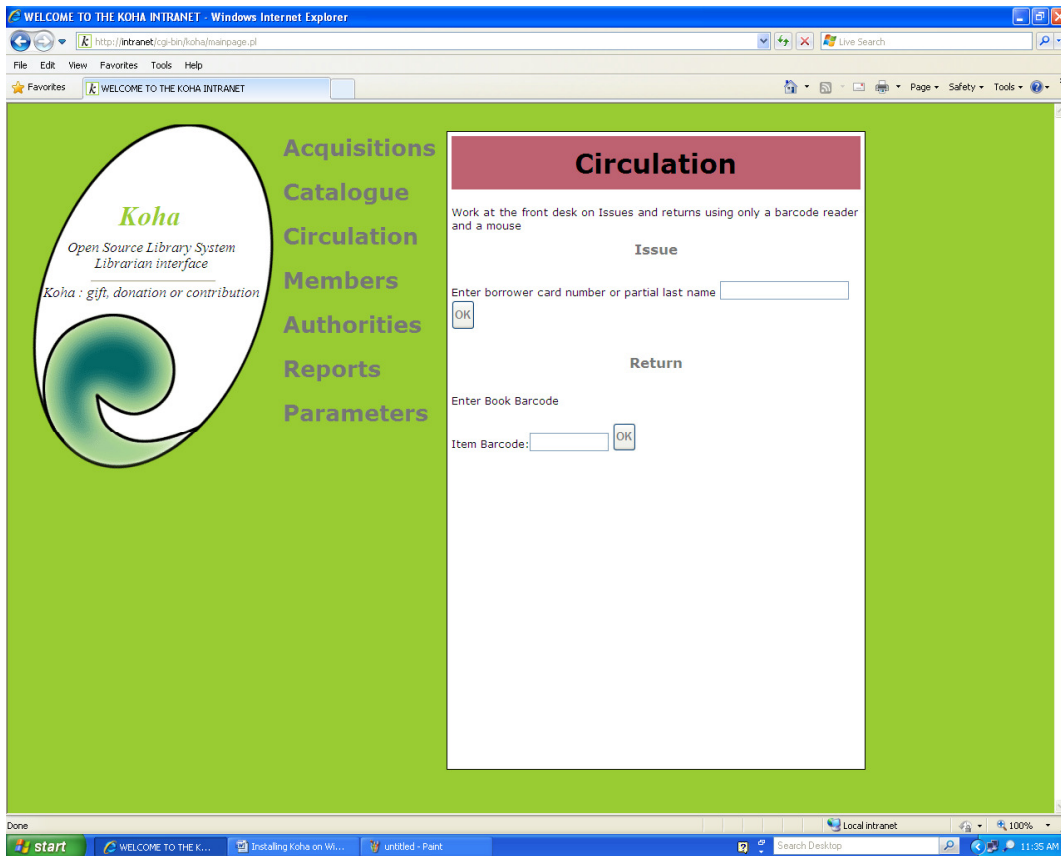 WELCOME TO THE KOHA INTRANET - Windows Internet Explorer
http://intranet/cgi-bin/koha/mainpage.pl
Live Search
File Edit View Favorites Tools Help
Favorites
WELCOME TO THE KOHA INTRANET
Page Safety Tools
Koha
Open Source Library System
Librarian interface
Koha : gift, donation or contribution
Acquisitions
Catalogue
Circulation
Members
Authorities
Reports
Parameters
Circulation
Work at the front desk on Issues and returns using only a barcode reader
and a mouse
Issue
Enter borrower card number or partial last name
OK
Return
Enter Book Barcode
Item Barcode:
OK
Done
Local intranet
100%
start
WELCOME TO THE K...
Installing Koha on Wi...
untitled - Paint
Search Desktop
11:35 AM